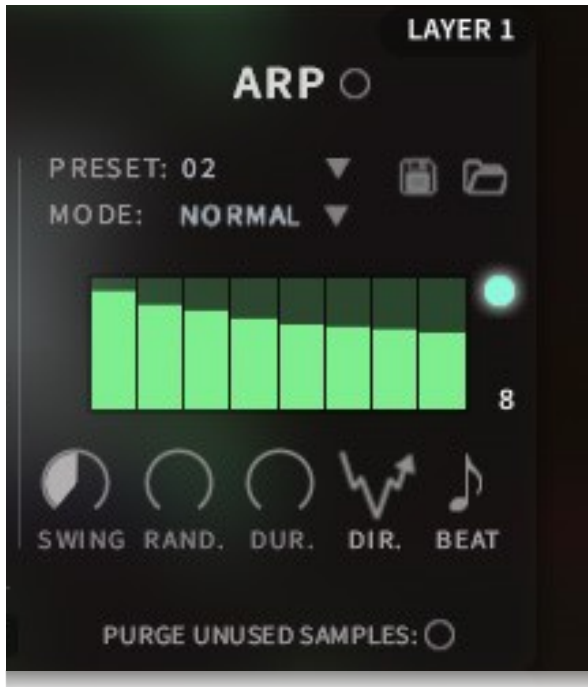 LAYER 1
ARP
PRESET: 02
MODE: NORMAL
8
SWING RAND. DUR. DIR. BEAT
PURGE UNUSED SAMPLES: